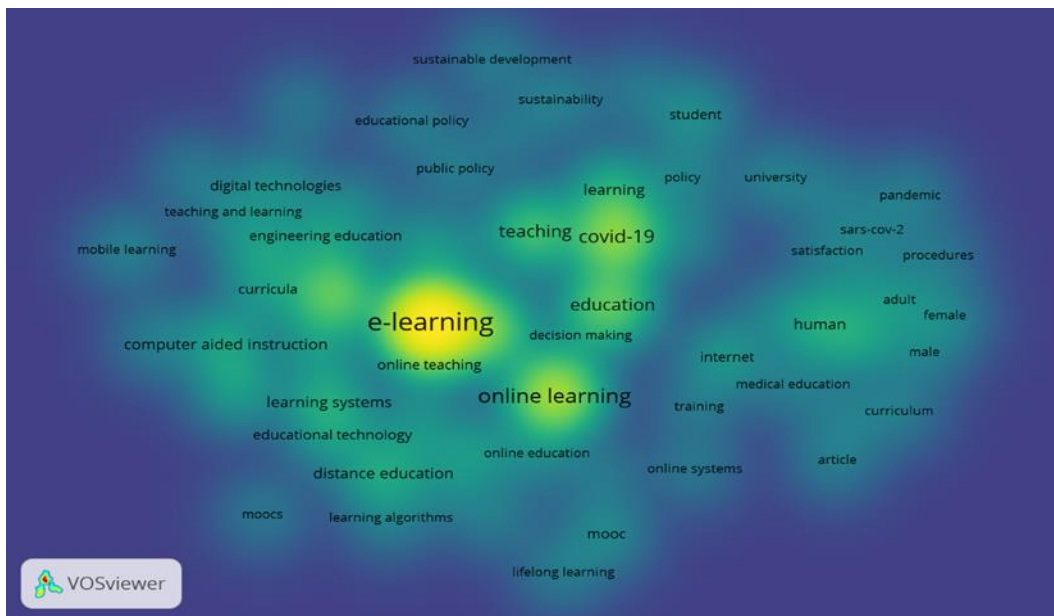 sustainable development
sustainability
student
educational policy
public policy
policy
university
learning
digital technologies
pandemic
teaching and learning
sars-cov-2
teaching
covid-19
engineering education
mobile learning
satisfaction
procedures
curricula
education
adult
female
e-learning
human
decision making
computer aided instruction
male
internet
online teaching
medical education
online learning
learning systems
training
curriculum
educational technology
online education
article
online systems
distance education
moocs
learning algorithms
mooc
lifelong learning
VOSviewer